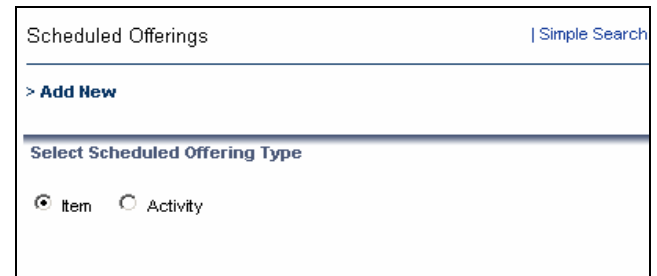 Scheduled Offerings | Simple Search
> Add New
Select Scheduled Offering Type
Item Activity